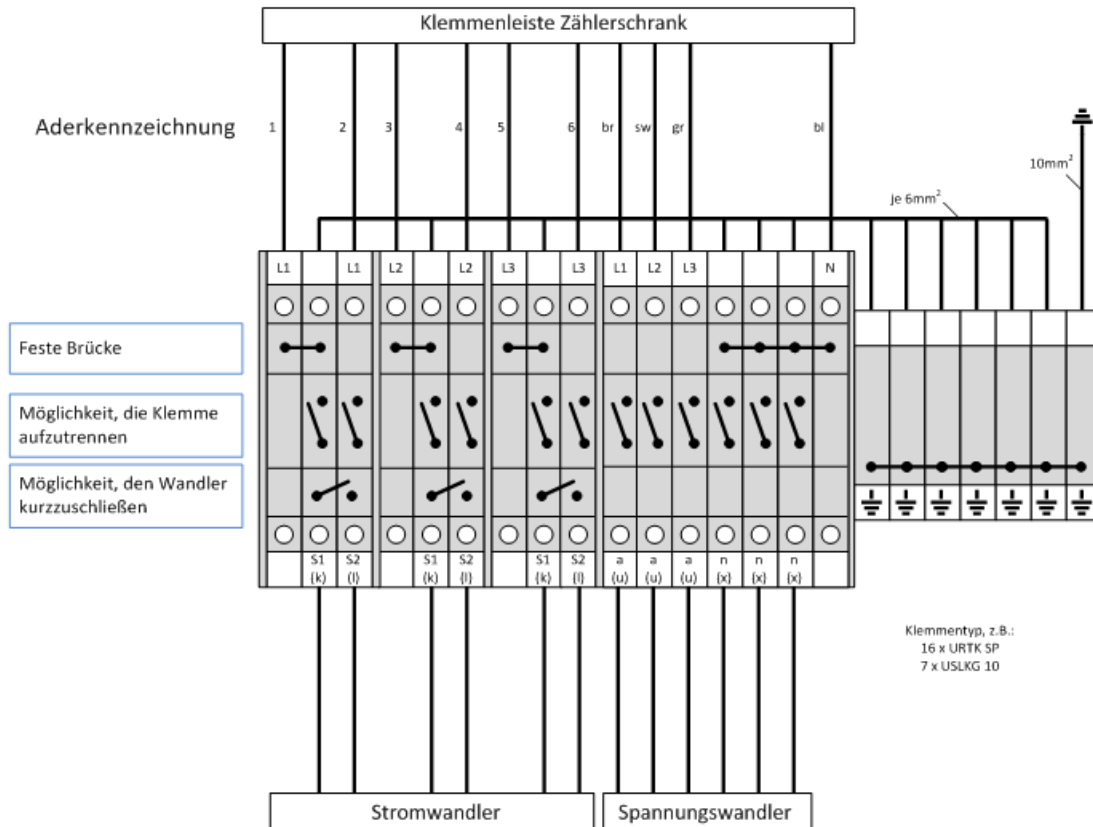 Klemmenleiste Zählerschrank
Aderkennzeichnung 1 2 3 4 5 6 br sw gr bl
10mm²
je 6mm²
L1 L1 L2 L2 L3 L3 L1 L2 L3 N
Feste Brücke
Möglichkeit, die Klemme
aufzutrennen
Möglichkeit, den Wandler
kurzzuschließen
S1 S2 S1 S2 S1 S2 a a a n n n
(k) (l) (k) (l) (k) (l) (u) (u) (u) (x) (x) (x)
Klemmentyp, z.B.:
16 x URTK SP
7 x USLKG 10
Stromwandler
Spannungswandler